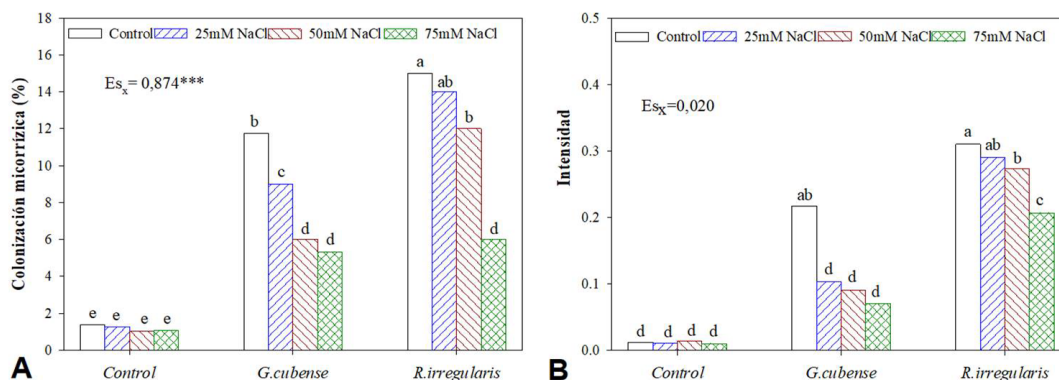 Colonización micorrízica (%)
18
16
14
12
10
8
6
4
2
0
Control 25mM NaCl 50mM NaCl 75mM NaCl
Es_x= 0,874***
e e e e
b c d d
a ab b d
Control G.cubense R.irregularis
A
Intensidad
0.5
0.4
0.3
0.2
0.1
0.0
Control 25mM NaCl 50mM NaCl 75mM NaCl
Esx=0,020
d d d d
ab d d d
a ab b c
Control G.cubense R.irregularis
B